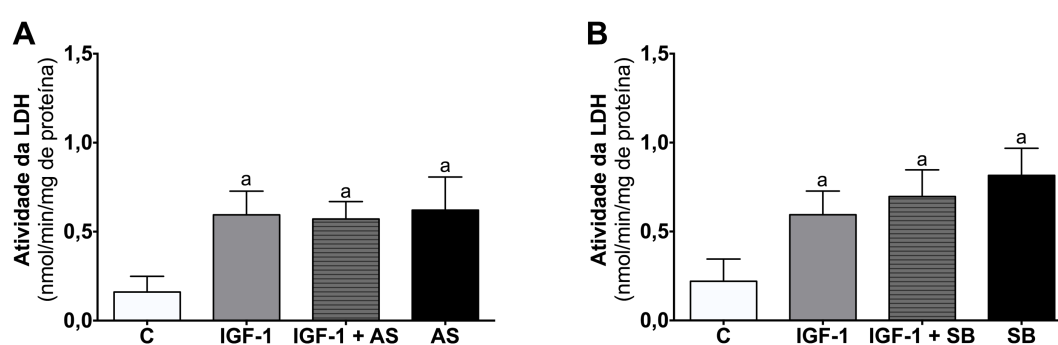 A
Atividade da LDH
(nmol/min/mg de proteína)
1,5
1,0
0,5
0,0
a
a
a
C
IGF-1
IGF-1 + AS
AS
B
Atividade da LDH
(nmol/min/mg de proteína)
1,5
1,0
0,5
0,0
a
a
a
C
IGF-1
IGF-1 + SB
SB